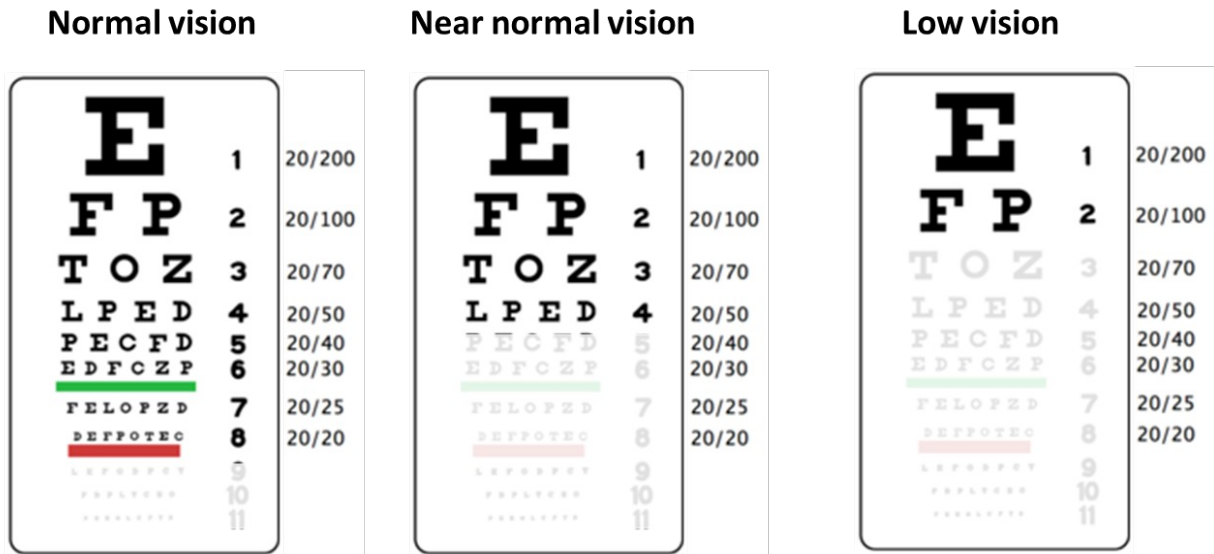 Normal vision
E 1 20/200
F P 2 20/100
T O Z 3 20/70
L P E D 4 20/50
P E C F D 5 20/40
E D F C Z P 6 20/30
F E L O P Z D 7 20/25
D E F P O T E C 8 20/20
9
10
11
Near normal vision
E 1 20/200
F P 2 20/100
T O Z 3 20/70
L P E D 4 20/50
P E C F D 5 20/40
E D F C Z P 6 20/30
F E L O P Z D 7 20/25
D E F P O T E C 8 20/20
9
10
11
Low vision
E 1 20/200
F P 2 20/100
T O Z 3 20/70
L P E D 4 20/50
P E C F D 5 20/40
E D F C Z P 6 20/30
F E L O P Z D 7 20/25
D E F P O T E C 8 20/20
9
10
11